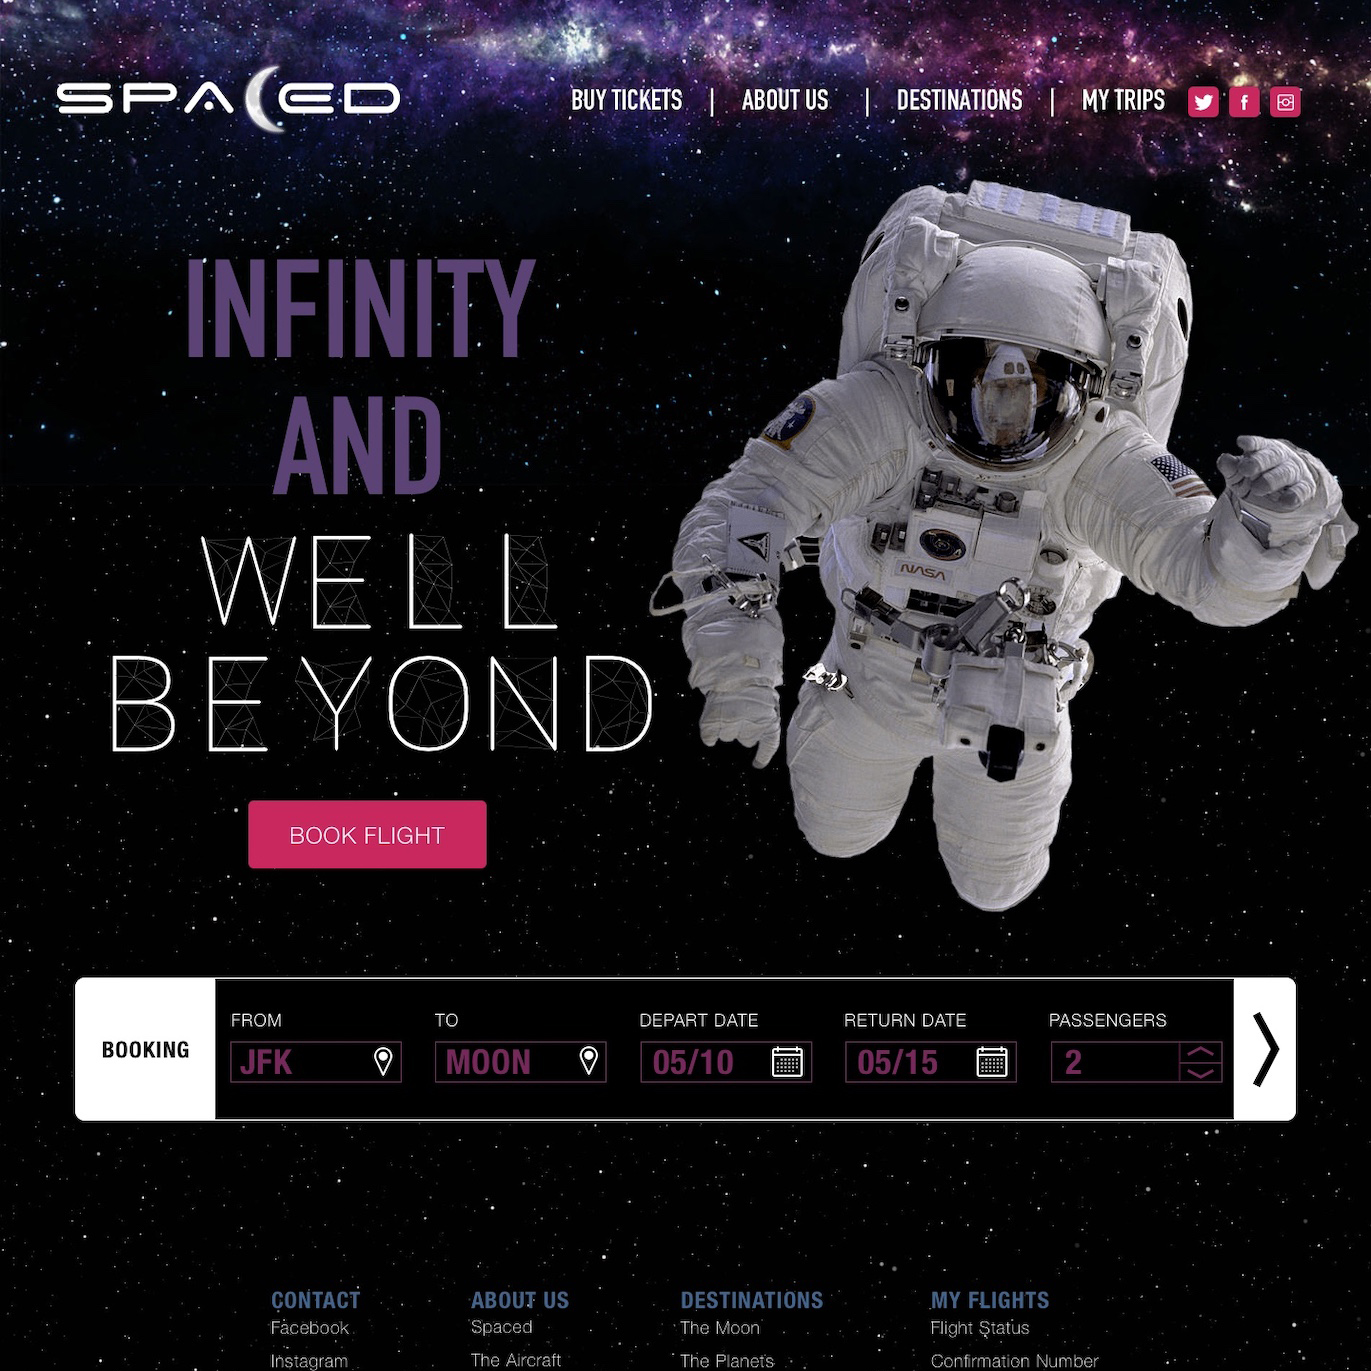 SPACED
BUY TICKETS | ABOUT US | DESTINATIONS | MY TRIPS
INFINITY
AND
WELL
BEYOND
NASA
BOOK FLIGHT
BOOKING
FROM
JFK
TO
MOON
DEPART DATE
05/10
RETURN DATE
05/15
PASSENGERS
2
CONTACT
Facebook
Instagram
ABOUT US
Spaced
The Aircraft
DESTINATIONS
The Moon
The Planets
MY FLIGHTS
Flight Status
Confirmation Number